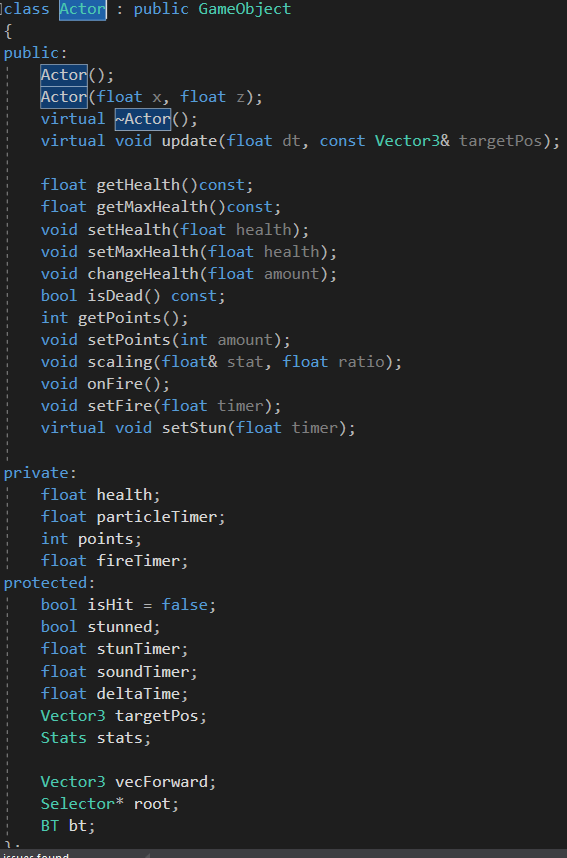 class Actor : public GameObject
{
public:
Actor();
Actor(float x, float z);
virtual ~Actor();
virtual void update(float dt, const Vector3& targetPos);
float getHealth()const;
float getMaxHealth()const;
void setHealth(float health);
void setMaxHealth(float health);
void changeHealth(float amount);
bool isDead() const;
int getPoints();
void setPoints(int amount);
void scaling(float& stat, float ratio);
void onFire();
void setFire(float timer);
virtual void setStun(float timer);
private:
float health;
float particleTimer;
int points;
float fireTimer;
protected:
bool isHit = false;
bool stunned;
float stunTimer;
float soundTimer;
float deltaTime;
Vector3 targetPos;
Stats stats;
Vector3 vecForward;
Selector* root;
BT bt;
};
issues found